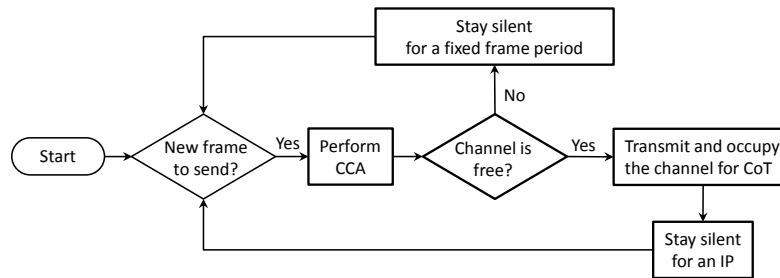 Stay silent
for a fixed frame period
No
Start
New frame
to send?
Yes
Perform
CCA
Channel is
free?
Yes
Transmit and occupy
the channel for CoT
Stay silent
for an IP